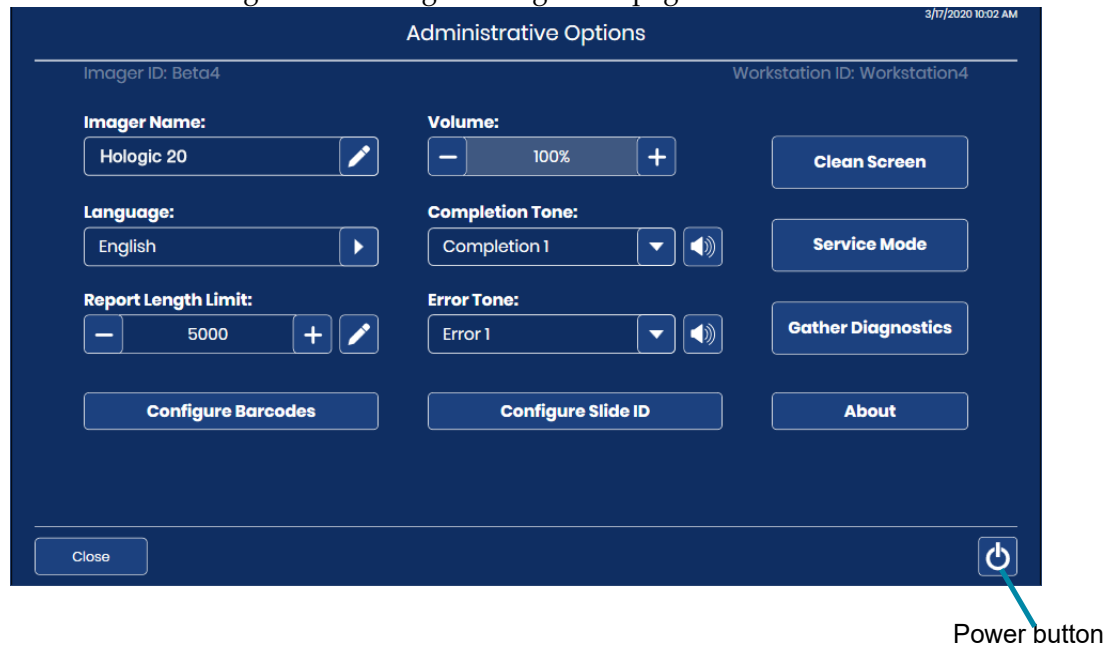 3/17/2020 10:02 AM
Administrative Options
Imager ID: Beta4
Workstation ID: Workstation4
Imager Name:
Hologic 20
Volume:
100%
Clean Screen
Language:
English
Completion Tone:
Completion 1
Service Mode
Report Length Limit:
5000
Error Tone:
Error 1
Gather Diagnostics
Configure Barcodes
Configure Slide ID
About
Close
Power button